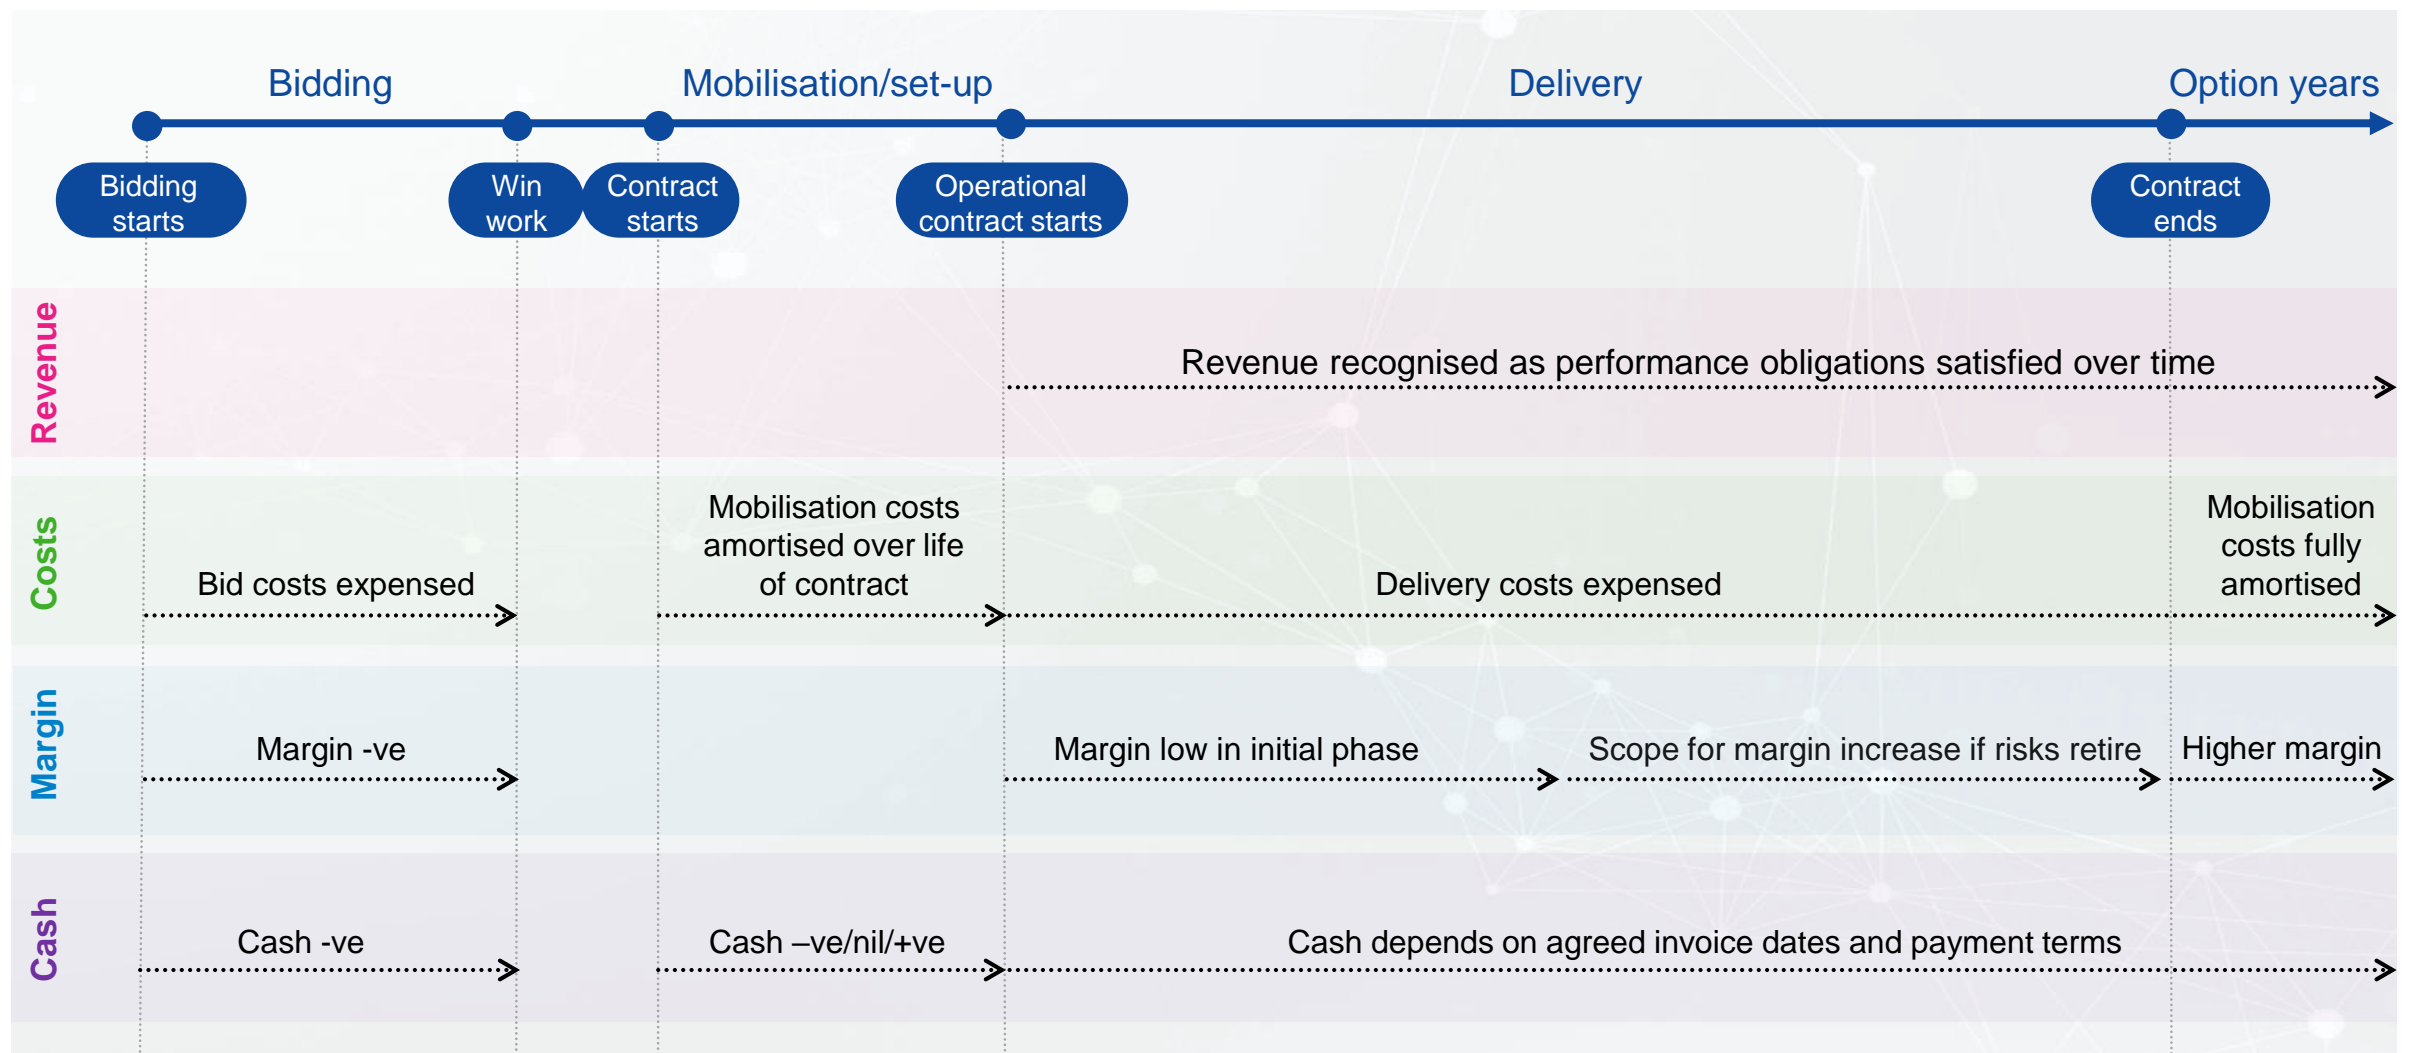 Bidding
Mobilisation/set-up
Delivery
Option years
Bidding
starts
Win
work
Contract
starts
Operational
contract starts
Contract
ends
Revenue
Revenue recognised as performance obligations satisfied over time
Costs
Bid costs expensed
Mobilisation costs
amortised over life
of contract
Delivery costs expensed
Mobilisation
costs fully
amortised
Margin
Margin -ve
Margin low in initial phase
Scope for margin increase if risks retire
Higher margin
Cash
Cash -ve
Cash –ve/nil/+ve
Cash depends on agreed invoice dates and payment terms